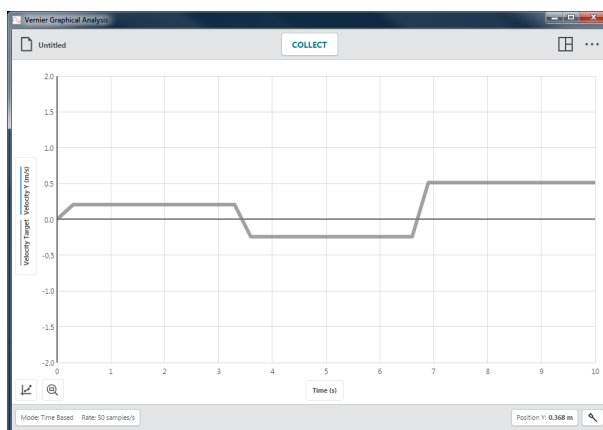 Vernier Graphical Analysis
Untitled
COLLECT
2.0
1.5
1.0
0.5
0.0
-0.5
-1.0
-1.5
-2.0
Velocity Target Velocity Y (m/s)
0 1 2 3 4 5 6 7 8 9 10
Time (s)
Mode: Time Based Rate: 50 samples/s
Position Y: 0.368 m